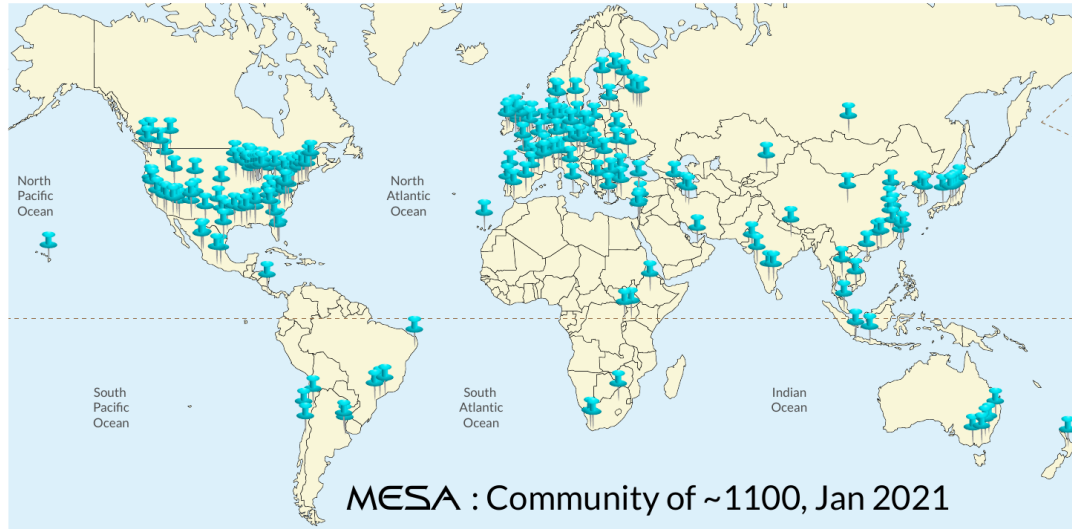 North
Pacific
Ocean
North
Atlantic
Ocean
South
Pacific
Ocean
South
Atlantic
Ocean
Indian
Ocean
MESA : Community of ~1100, Jan 2021